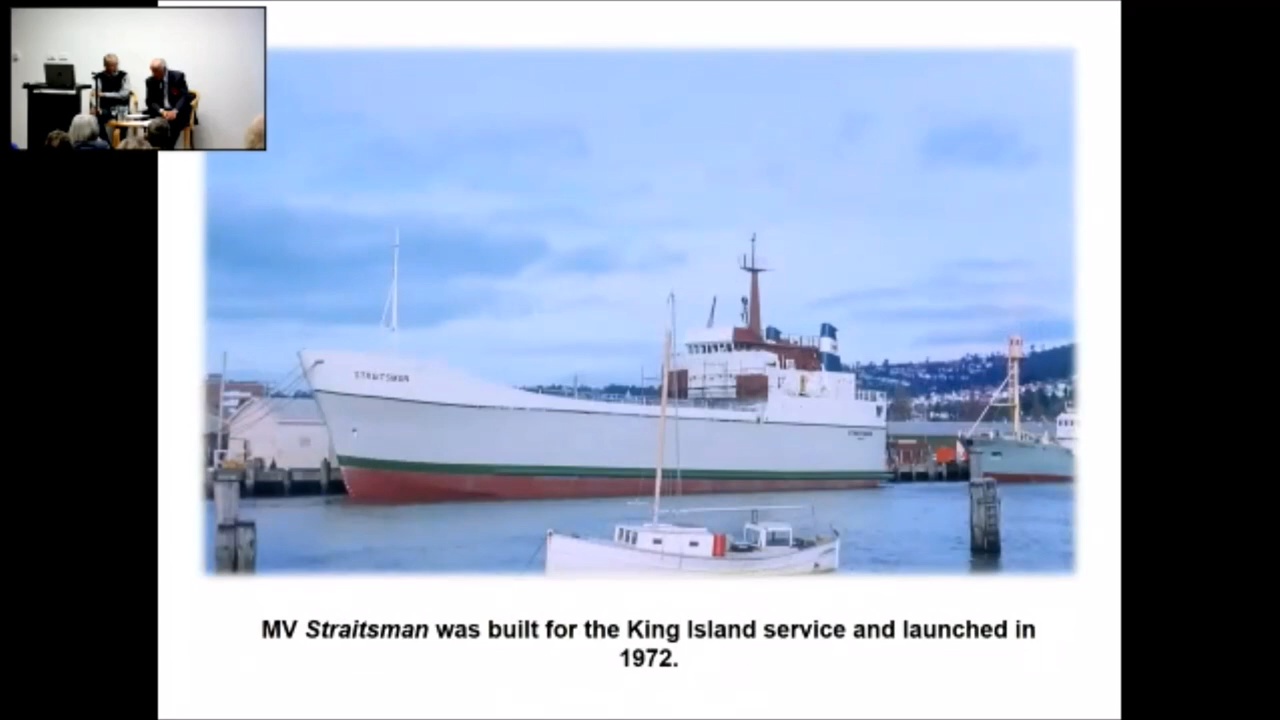 STRAITSMAN
MV Straitsman was built for the King Island service and launched in
1972.